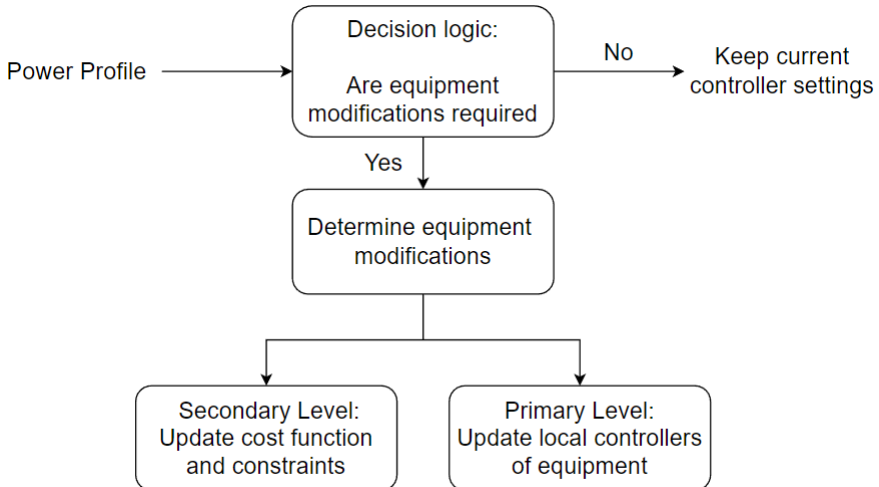 Power Profile
Decision logic:
Are equipment
modifications required
No
Keep current
controller settings
Yes
Determine equipment
modifications
Secondary Level:
Update cost function
and constraints
Primary Level:
Update local controllers
of equipment